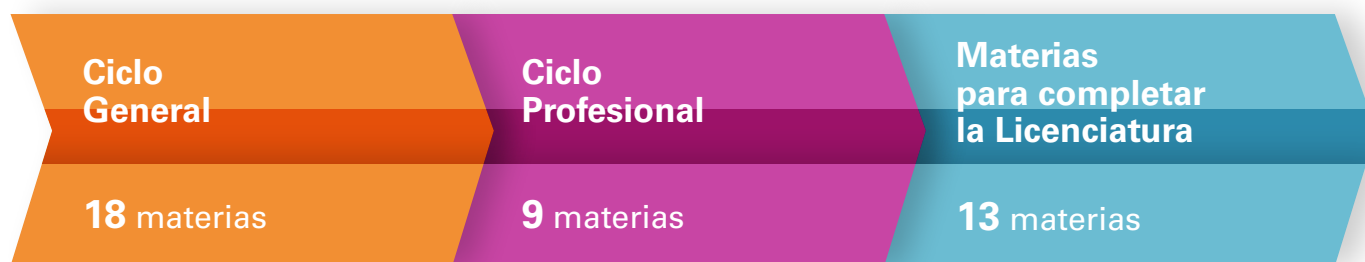 Ciclo
General
18 materias
Ciclo
Profesional
9 materias
Materias
para completar
la Licenciatura
13 materias